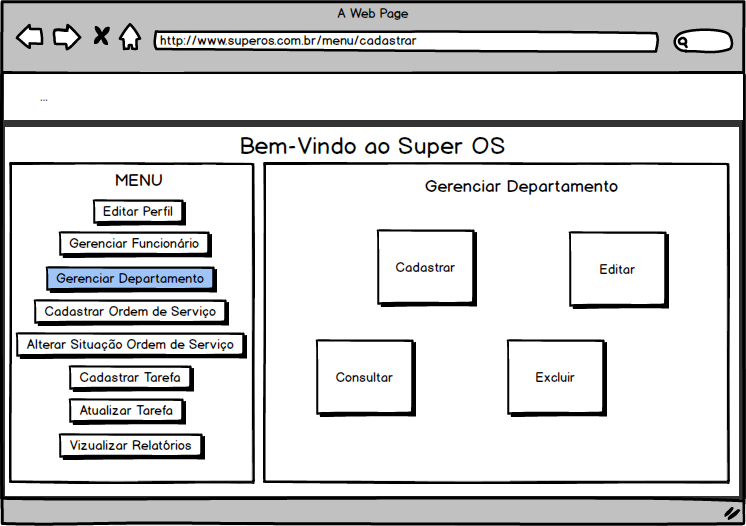 A Web Page
http://www.superos.com.br/menu/cadastrar
...
Bem-Vindo ao Super OS
MENU
Editar Perfil
Gerenciar Funcionário
Gerenciar Departamento
Cadastrar Ordem de Serviço
Alterar Situação Ordem de Serviço
Cadastrar Tarefa
Atualizar Tarefa
Vizualizar Relatórios
Gerenciar Departamento
Cadastrar
Editar
Consultar
Excluir